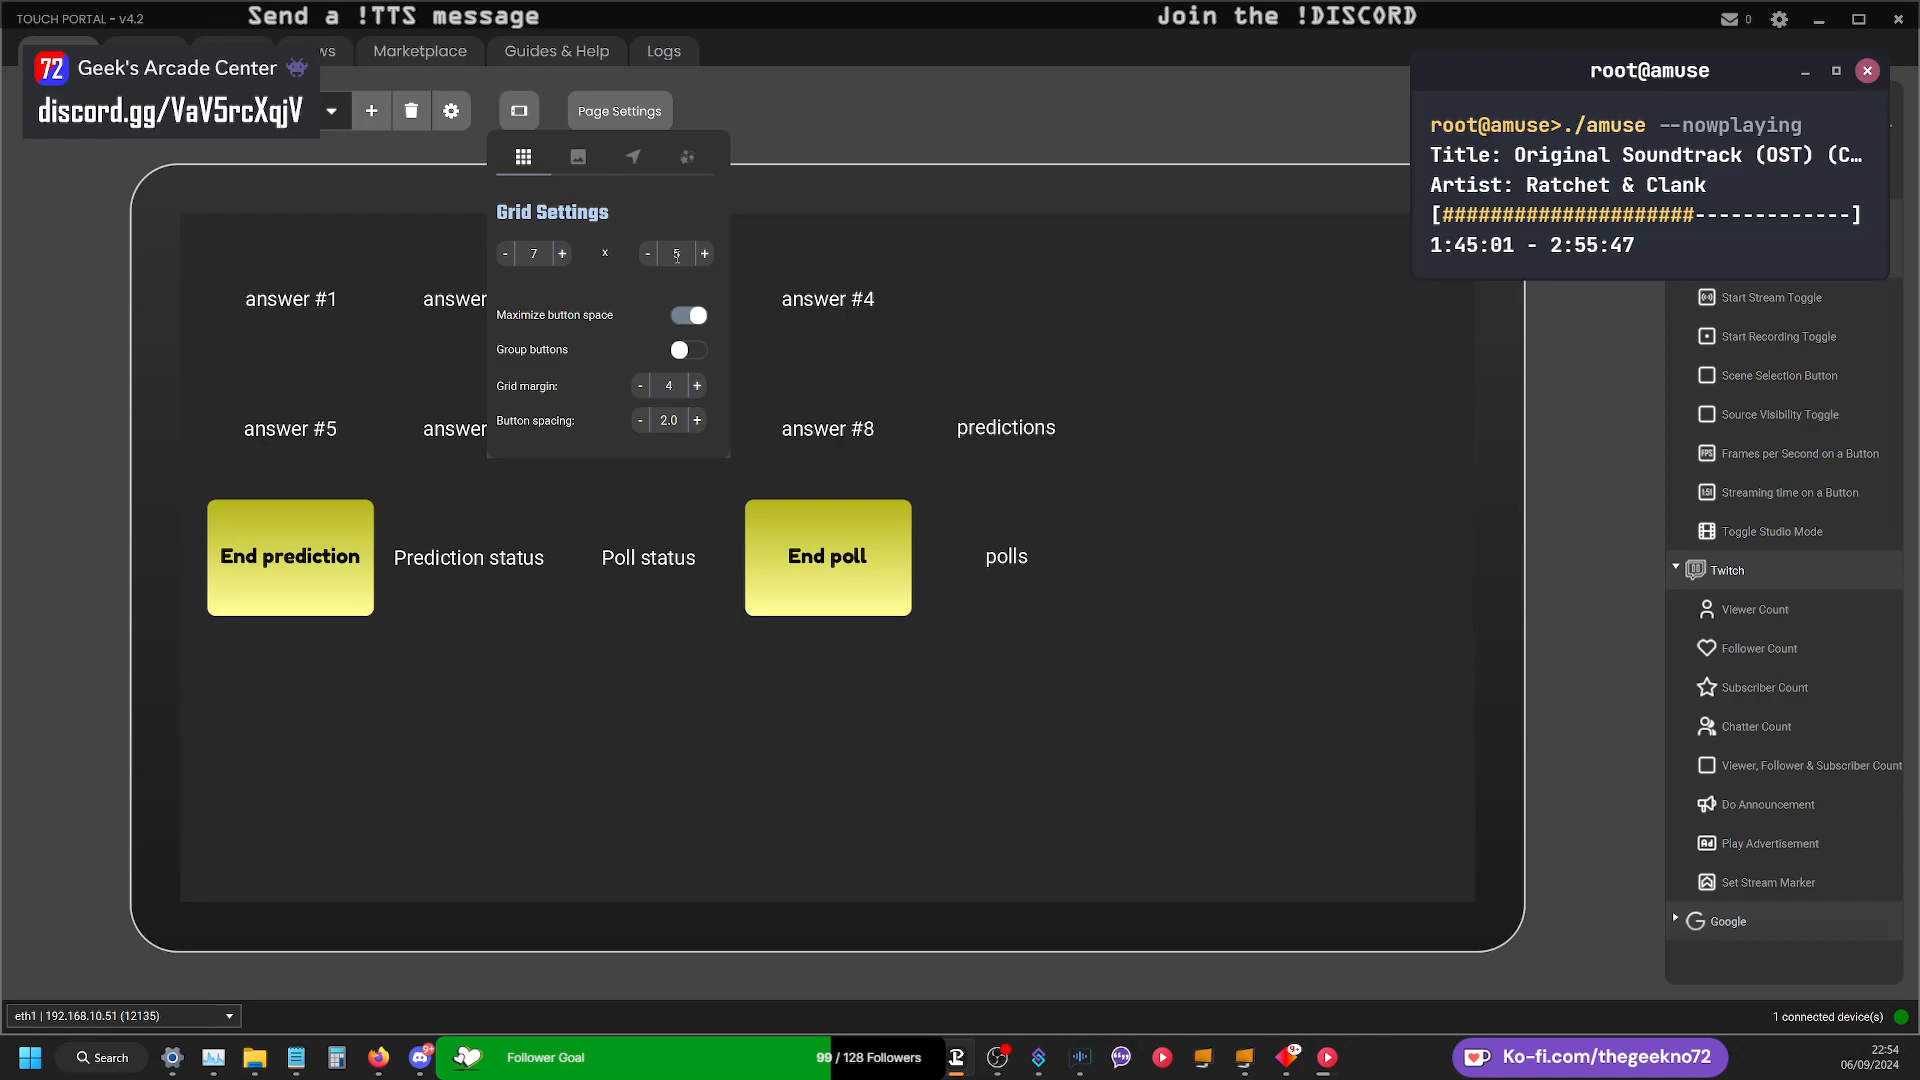 TOUCH PORTAL - v4.2
Send a !TTS message
Join the !DISCORD
0
ws
Marketplace
Guides & Help
Logs
72 Geek's Arcade Center
discord.gg/VaV5rcXqjV
Page Settings
root@amuse
root@amuse>./amuse --nowplaying
Title: Original Soundtrack (OST) (C…
Artist: Ratchet & Clank
[#####################-------------]
1:45:01 - 2:55:47
Grid Settings
- 7 + x - 5 +
Maximize button space
Group buttons
Grid margin: - 4 +
Button spacing: - 2.0 +
answer #1
answer
answer #4
answer #5
answer
answer #8
predictions
End prediction
Prediction status
Poll status
End poll
polls
Start Stream Toggle
Start Recording Toggle
Scene Selection Button
Source Visibility Toggle
FPS Frames per Second on a Button
Streaming time on a Button
Toggle Studio Mode
Twitch
Viewer Count
Follower Count
Subscriber Count
Chatter Count
Viewer, Follower & Subscriber Count
Do Announcement
Ad Play Advertisement
Set Stream Marker
Google
eth1 | 192.168.10.51 (12135)
1 connected device(s)
Search
9+
Follower Goal
99 / 128 Followers
9+
Ko-fi.com/thegeekno72
22:54
06/09/2024